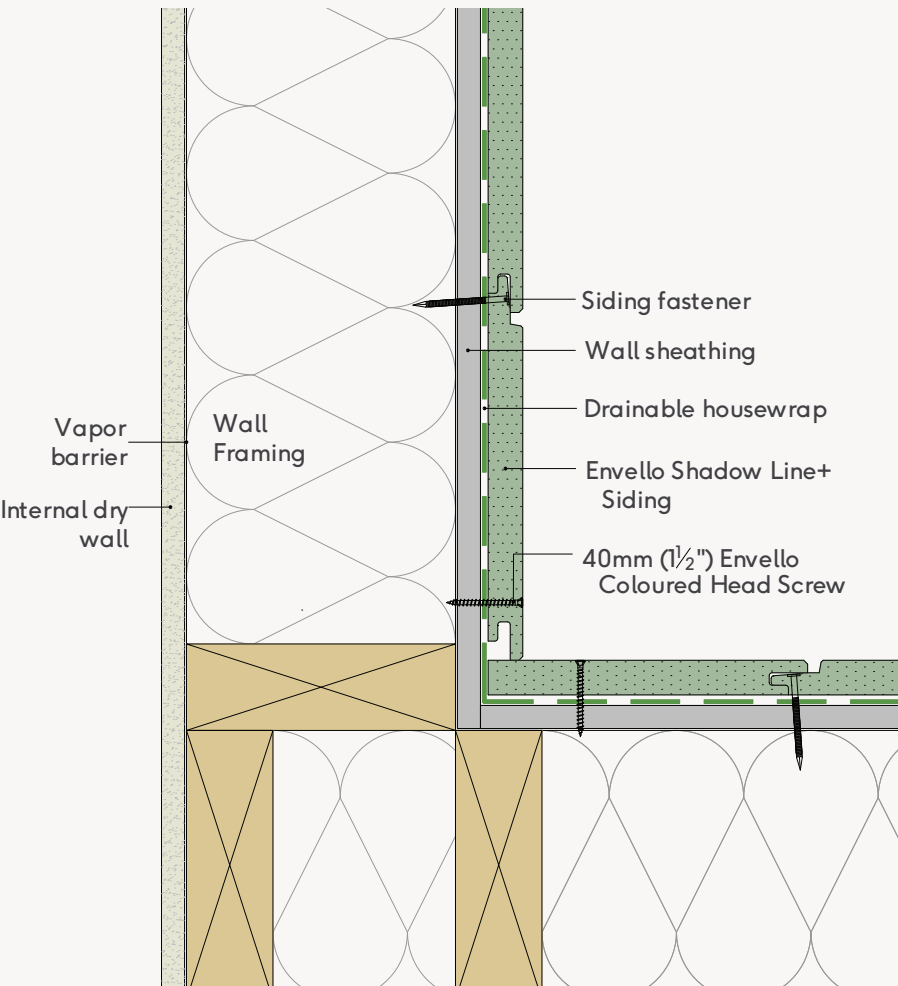 Siding fastener
Wall sheathing
Drainable housewrap
Vapor
barrier
Wall
Framing
Envello Shadow Line+
Siding
Internal dry
wall
40mm (1½") Envello
Coloured Head Screw